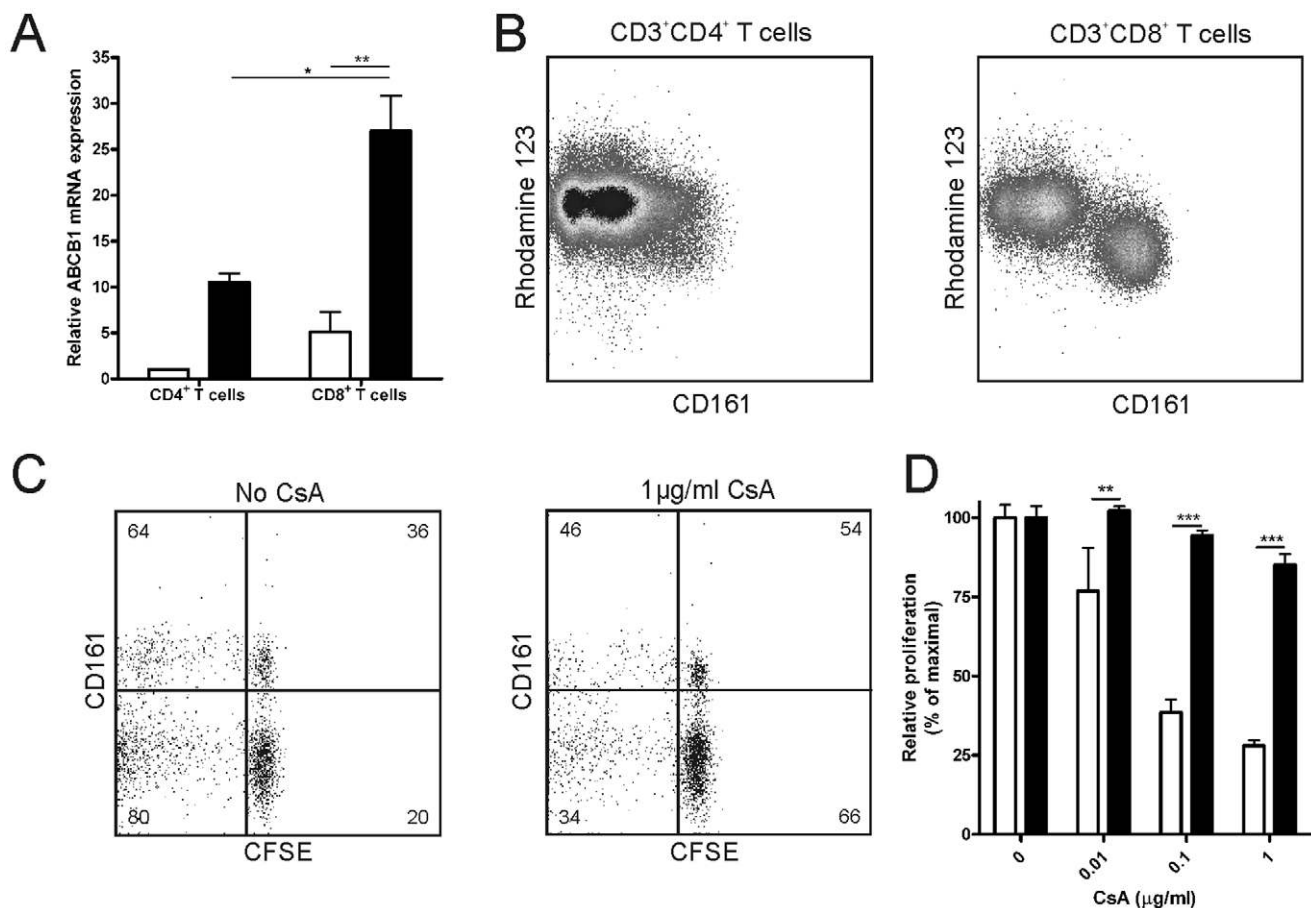 A
35
30
25
20
15
10
5
0
Relative ABCB1 mRNA expression
* **
CD4⁺ T cells CD8⁺ T cells
B
CD3⁺CD4⁺ T cells CD3⁺CD8⁺ T cells
Rhodamine 123 Rhodamine 123
CD161 CD161
C
No CsA 1µg/ml CsA
64 36 46 54
CD161 CD161
80 20 34 66
CFSE CFSE
D
** *** ***
100
75
50
25
0
Relative proliferation
(% of maximal)
0 0.01 0.1 1
CsA (µg/ml)